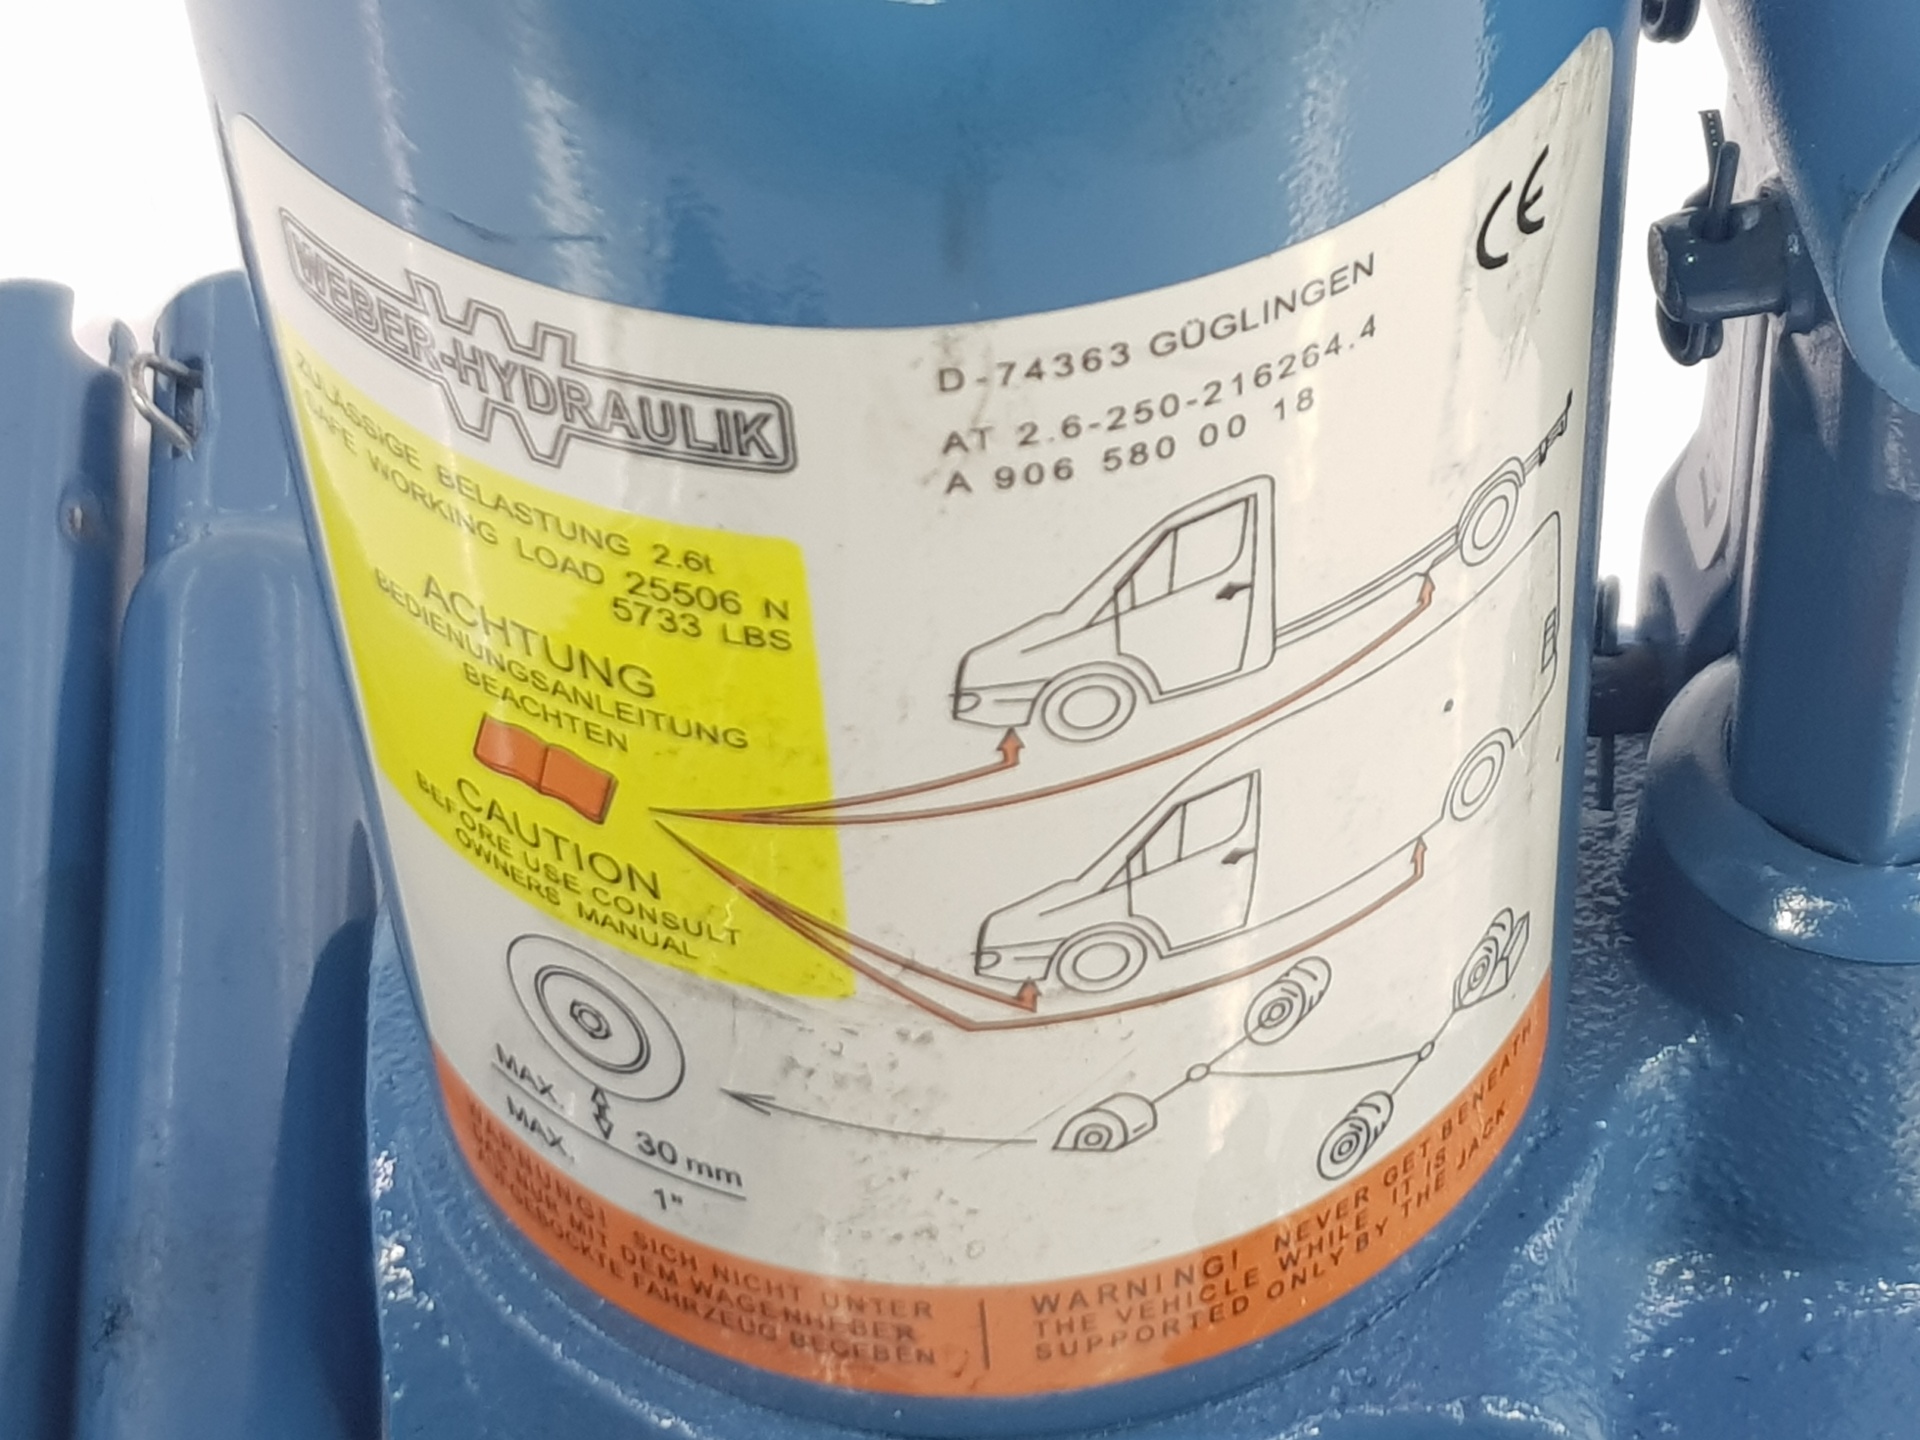 WEBER-HYDRAULIK
D-74363 GÜGLINGEN
AT 2.6-250-216264.4
A 906 580 00 18
CE
ZULÄSSIGE BELASTUNG 2.6t
SAFE WORKING LOAD 25506 N
5733 LBS
ACHTUNG
BEDIENUNGSANLEITUNG
BEACHTEN
CAUTION
BEFORE USE CONSULT
OWNERS MANUAL
MAX. 30 mm
MAX. 1"
WARNUNG! SICH NICHT UNTER
NUR MIT DEM WAGENHEBER
AUFGEBOCKTE FAHRZEUG BEGEBEN
WARNING! NEVER GET BENEATH
THE VEHICLE WHILE IT IS
SUPPORTED ONLY BY THE JACK